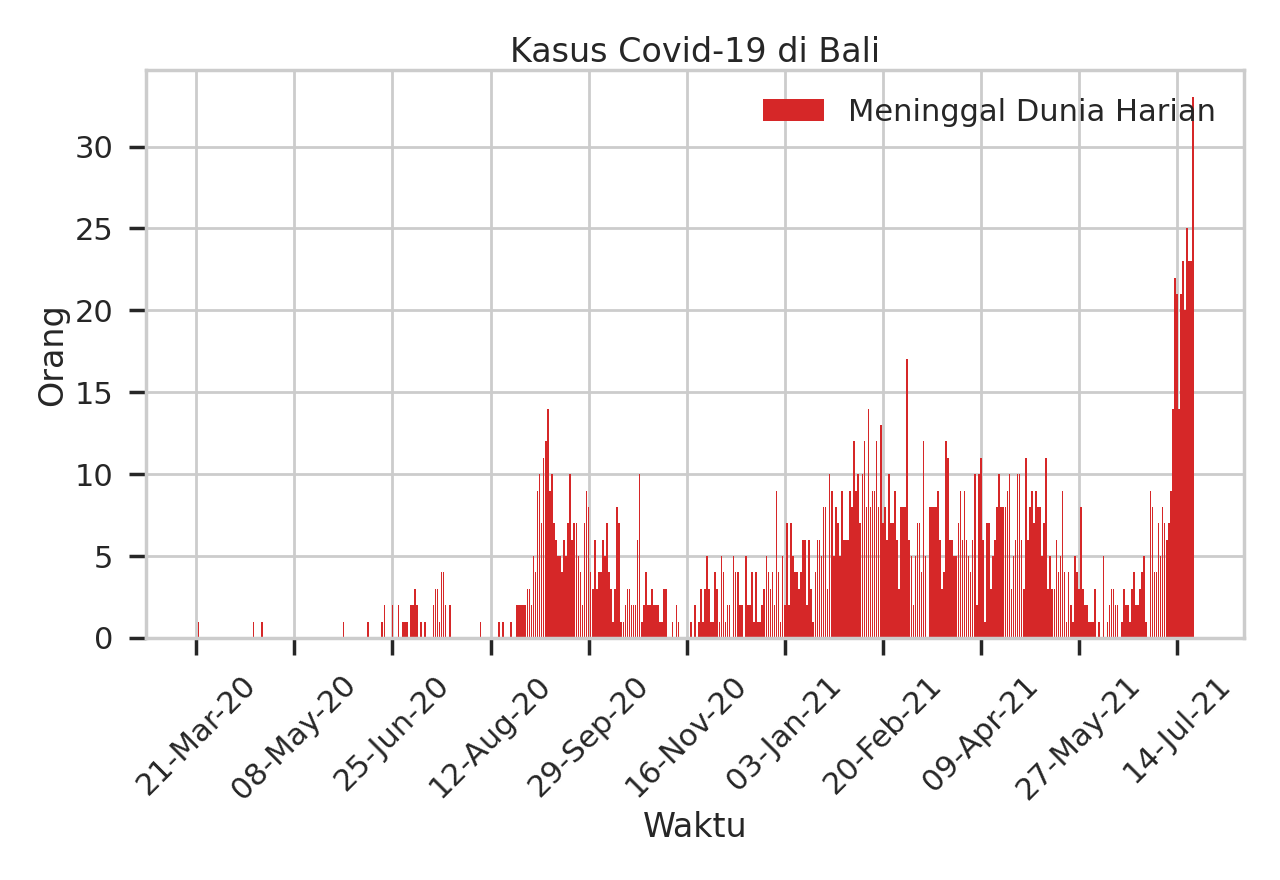 Kasus Covid-19 di Bali
Meninggal Dunia Harian
Orang
30
25
20
15
10
5
0
21-Mar-20
08-May-20
25-Jun-20
12-Aug-20
29-Sep-20
16-Nov-20
03-Jan-21
20-Feb-21
09-Apr-21
27-May-21
14-Jul-21
Waktu